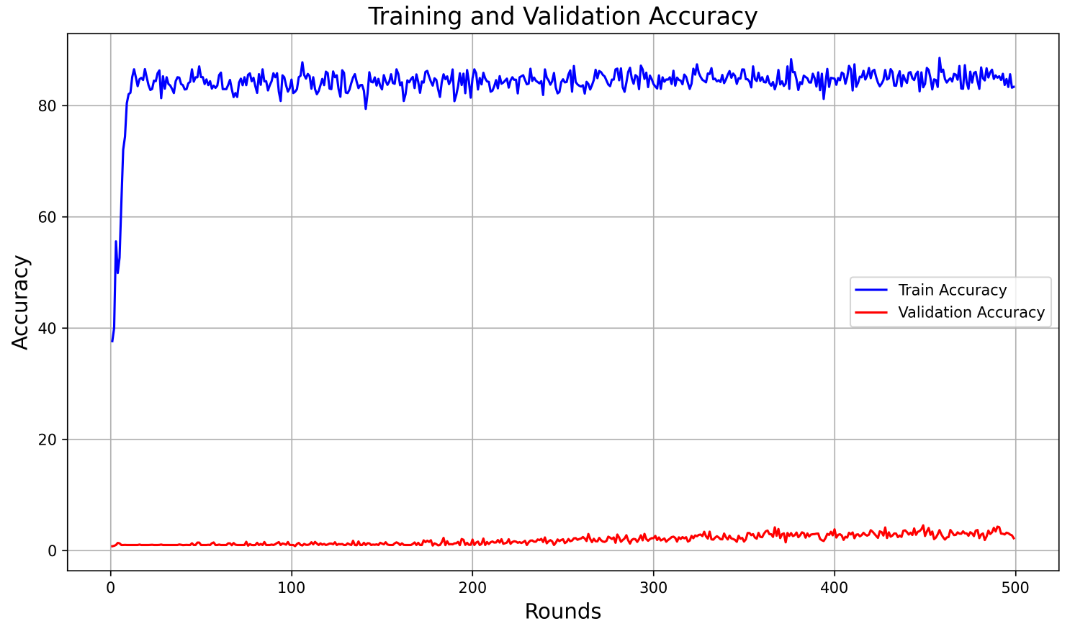 Training and Validation Accuracy
Accuracy
80
60
40
20
0
Train Accuracy
Validation Accuracy
0 100 200 300 400 500
Rounds